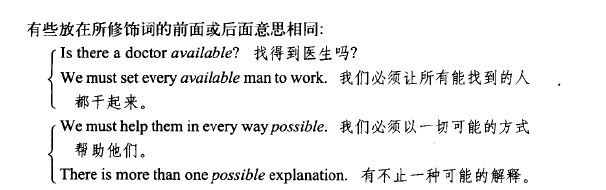 有些放在所修饰词的前面或后面意思相同:
Is there a doctor available? 找得到医生吗?
We must set every available man to work. 我们必须让所有能找到的人
都干起来。
We must help them in every way possible. 我们必须以一切可能的方式
帮助他们。
There is more than one possible explanation. 有不止一种可能的解释。